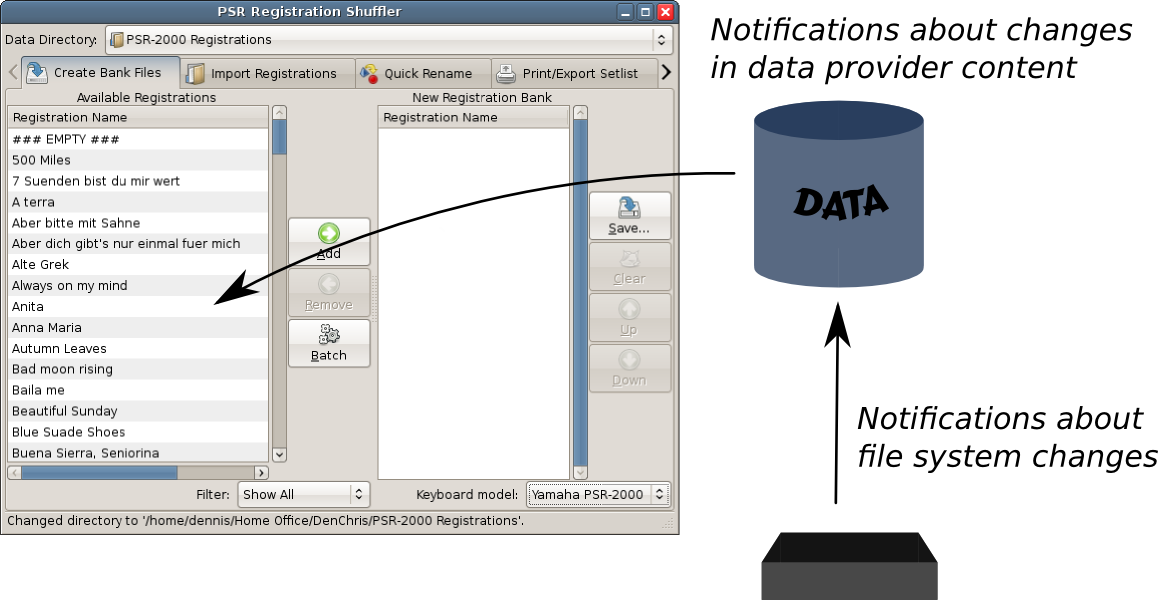 PSR Registration Shuffler
Data Directory: PSR-2000 Registrations
Create Bank Files Import Registrations Quick Rename Print/Export Setlist
Available Registrations
Registration Name
### EMPTY ###
500 Miles
7 Suenden bist du mir wert
A terra
Aber bitte mit Sahne
Aber dich gibt's nur einmal fuer mich
Alte Grek
Always on my mind
Anita
Anna Maria
Autumn Leaves
Bad moon rising
Baila me
Beautiful Sunday
Blue Suade Shoes
Buena Sierra, Seniorina
Add
Remove
Batch
New Registration Bank
Registration Name
Save...
Clear
Up
Down
Filter: Show All
Keyboard model: Yamaha PSR-2000
Changed directory to '/home/dennis/Home Office/DenChris/PSR-2000 Registrations'.
Notifications about changes
in data provider content
DATA
Notifications about
file system changes